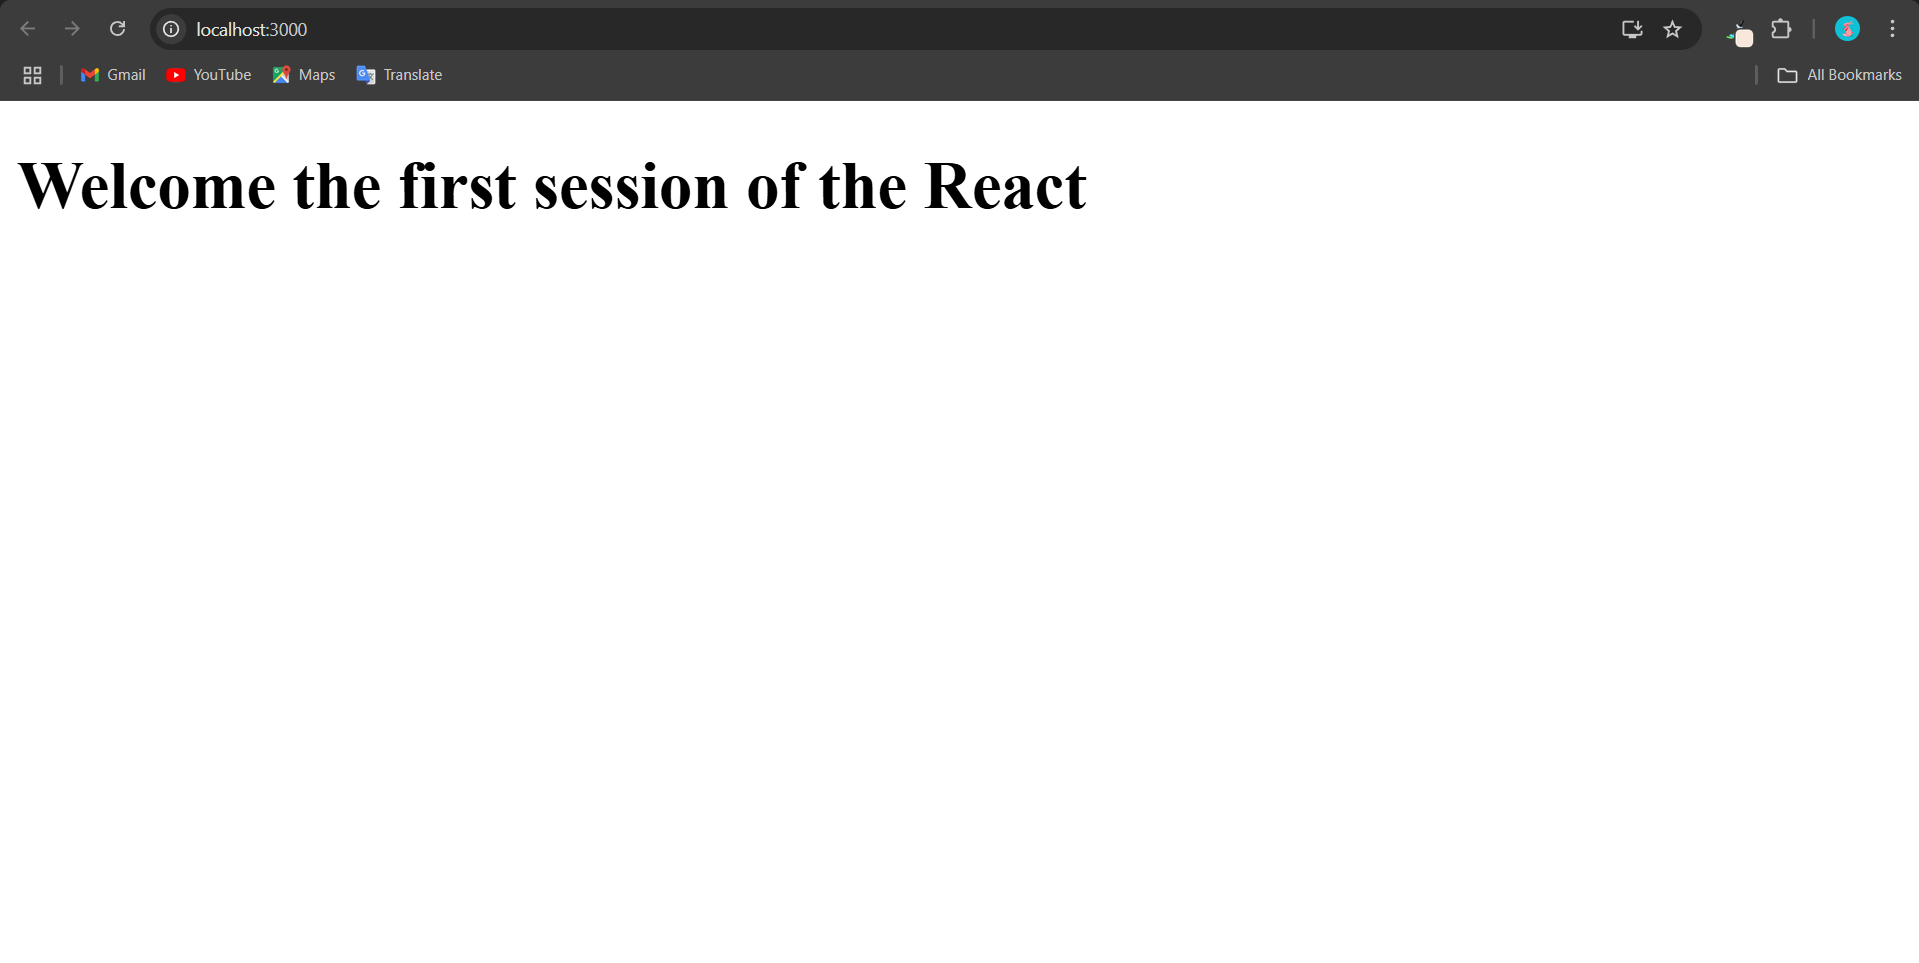 localhost:3000
Gmail YouTube Maps Translate All Bookmarks
Welcome the first session of the React